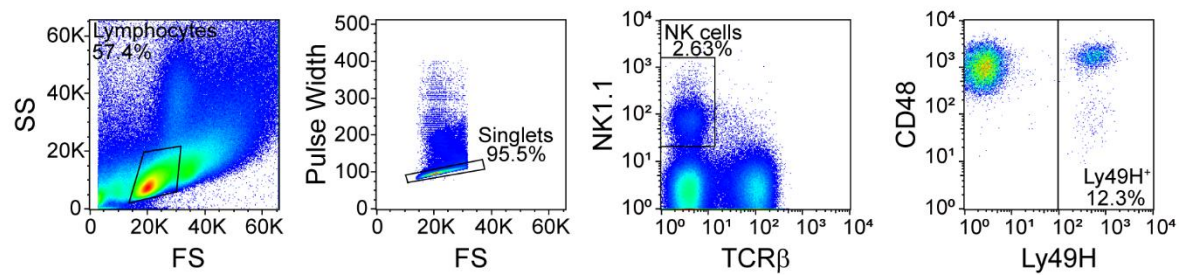 Lymphocytes
57.4%
60K
40K
20K
0
SS
0 20K 40K 60K
FS
500
400
300
200
100
0
Pulse Width
Singlets
95.5%
0 20K 40K 60K
FS
NK cells
2.63%
10⁴
10³
10²
10¹
10⁰
NK1.1
10⁰ 10¹ 10² 10³ 10⁴
TCRβ
10⁴
10³
10²
10¹
10⁰
CD48
Ly49H⁺
12.3%
10⁰ 10¹ 10² 10³ 10⁴
Ly49H